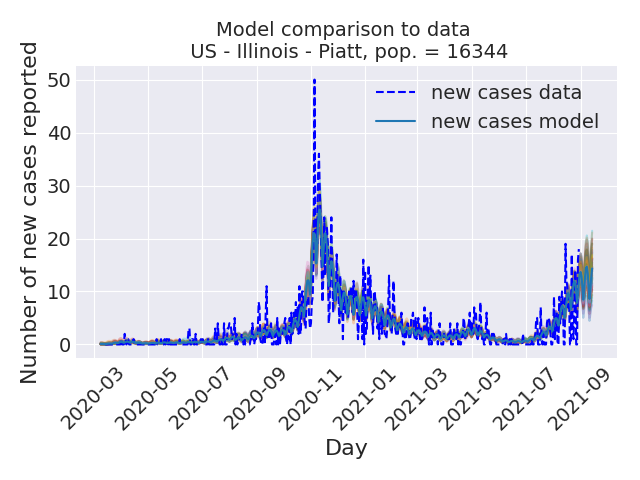 Model comparison to data
US - Illinois - Piatt, pop. = 16344
Number of new cases reported
50
40
30
20
10
0
new cases data
new cases model
2020-03
2020-05
2020-07
2020-09
2020-11
2021-01
2021-03
2021-05
2021-07
2021-09
Day